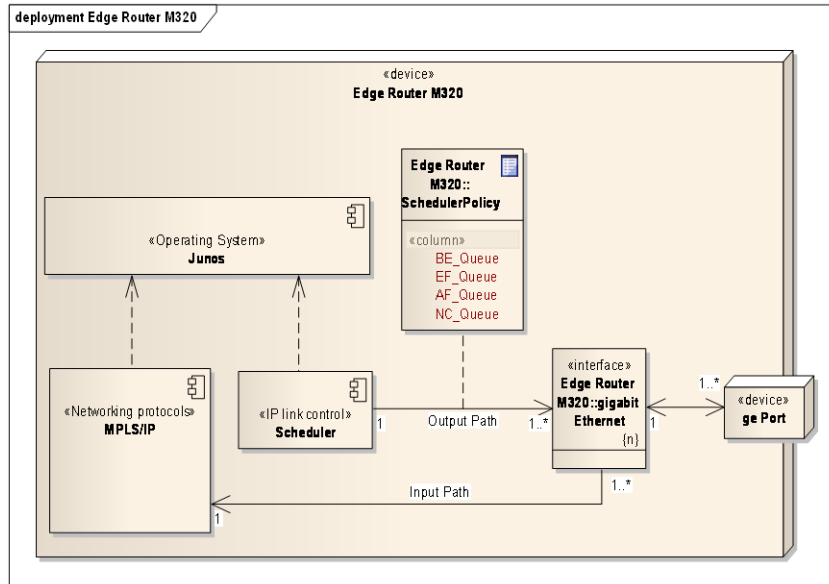 deployment Edge Router M320
«device»
Edge Router M320
Edge Router
M320::
SchedulerPolicy
«column»
BE_Queue
EF_Queue
AF_Queue
NC_Queue
«Operating System»
Junos
«Networking protocols»
MPLS/IP
«IP link control»
Scheduler
1
Output Path
1..*
«interface»
Edge Router
M320::gigabit
Ethernet
{n}
1
1..*
«device»
ge Port
1..*
Input Path
1